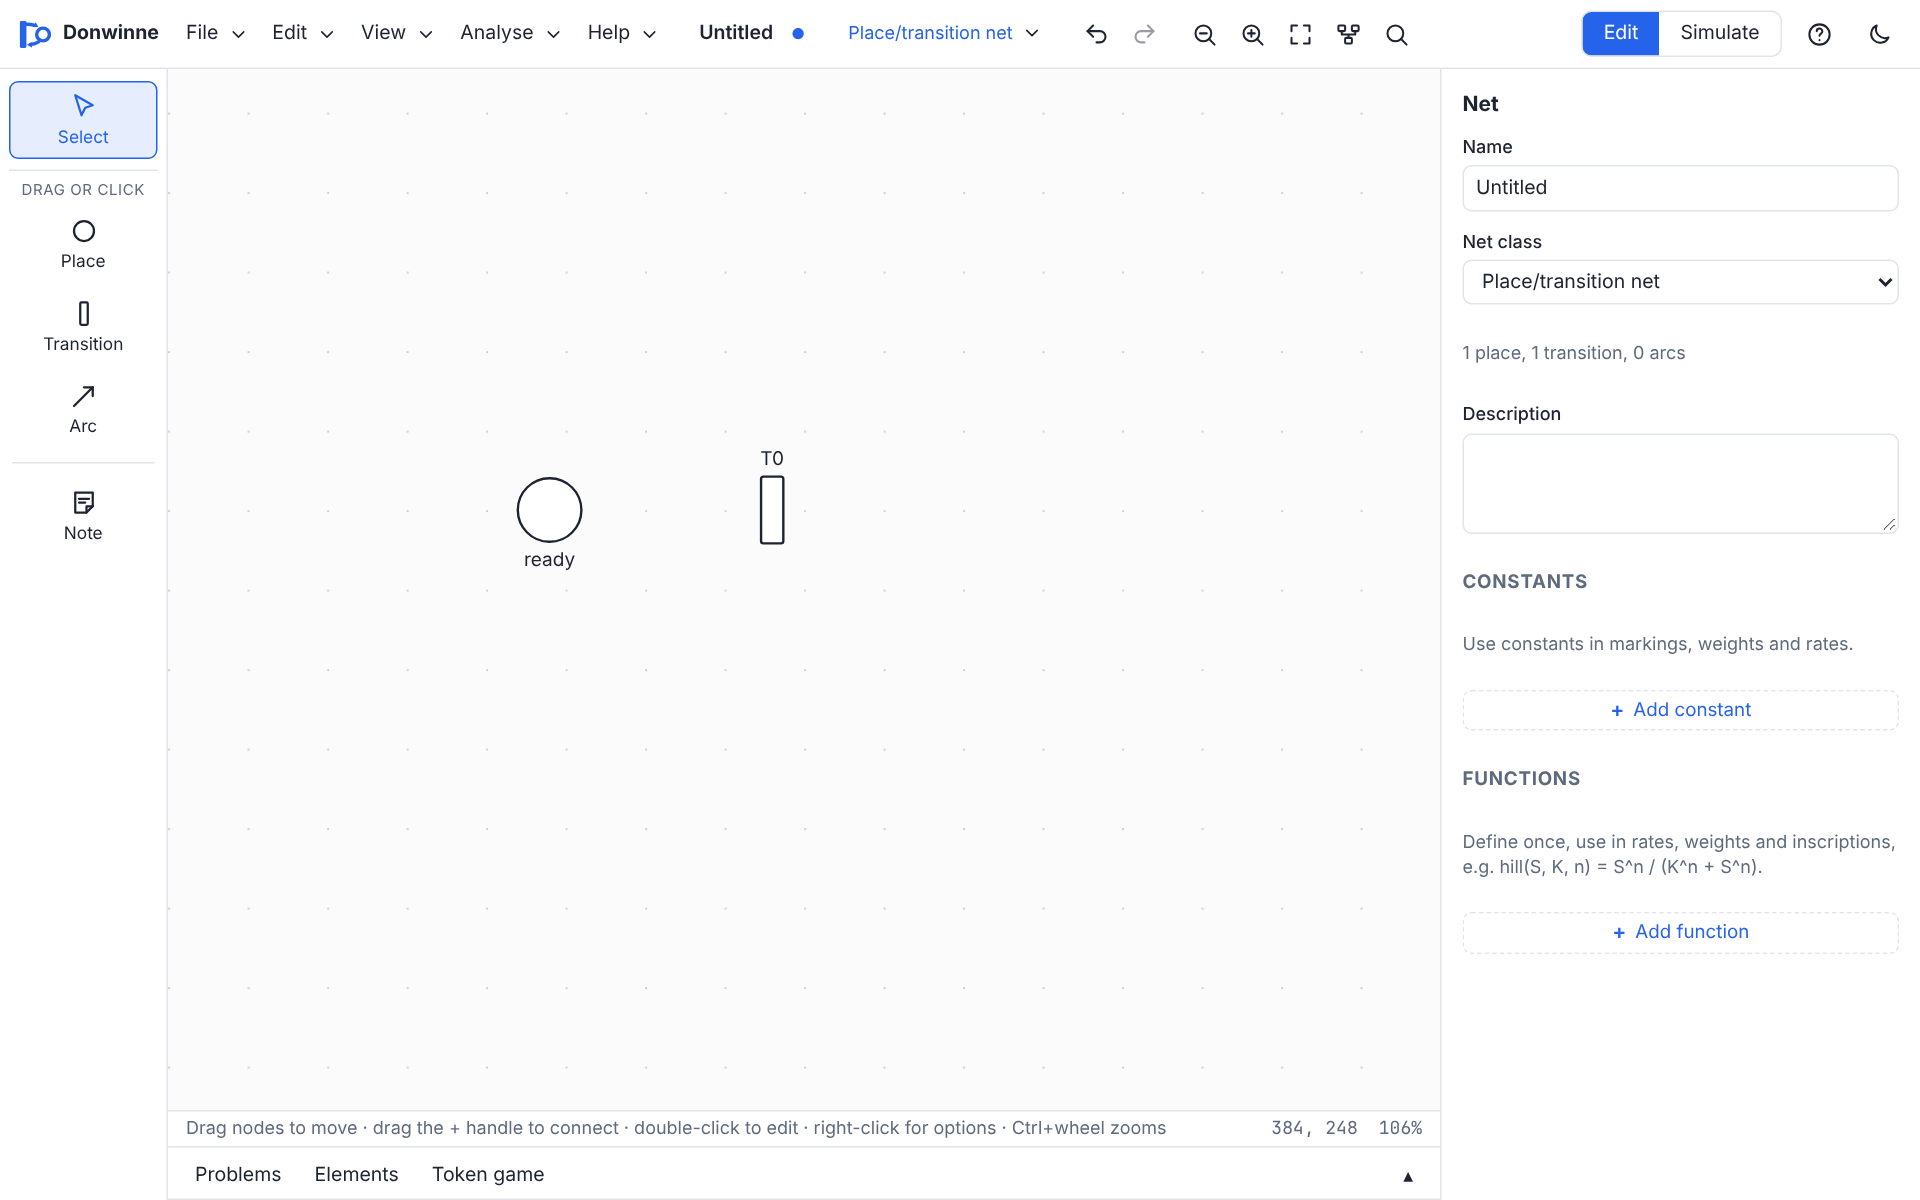 Donwinne
File
Edit
View
Analyse
Help
Untitled
Place/transition net
Edit
Simulate
Select
DRAG OR CLICK
Place
Transition
Arc
Note
T0
ready
Net
Name
Untitled
Net class
Place/transition net
1 place, 1 transition, 0 arcs
Description
CONSTANTS
Use constants in markings, weights and rates.
+ Add constant
FUNCTIONS
Define once, use in rates, weights and inscriptions,
e.g. hill(S, K, n) = S^n / (K^n + S^n).
+ Add function
Drag nodes to move · drag the + handle to connect · double-click to edit · right-click for options · Ctrl+wheel zooms
384, 248 106%
Problems
Elements
Token game